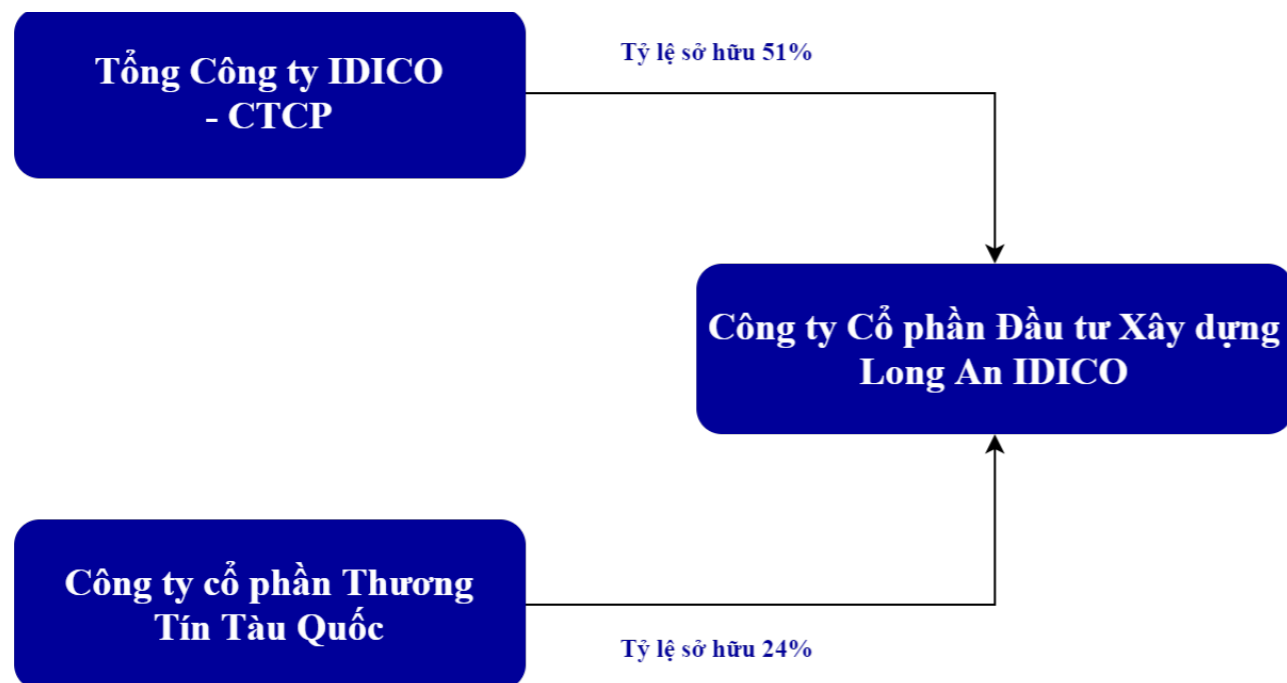 Tổng Công ty IDICO
- CTCP
Tỷ lệ sở hữu 51%
Công ty Cổ phần Đầu tư Xây dựng
Long An IDICO
Công ty cổ phần Thương
Tín Tàu Quốc
Tỷ lệ sở hữu 24%